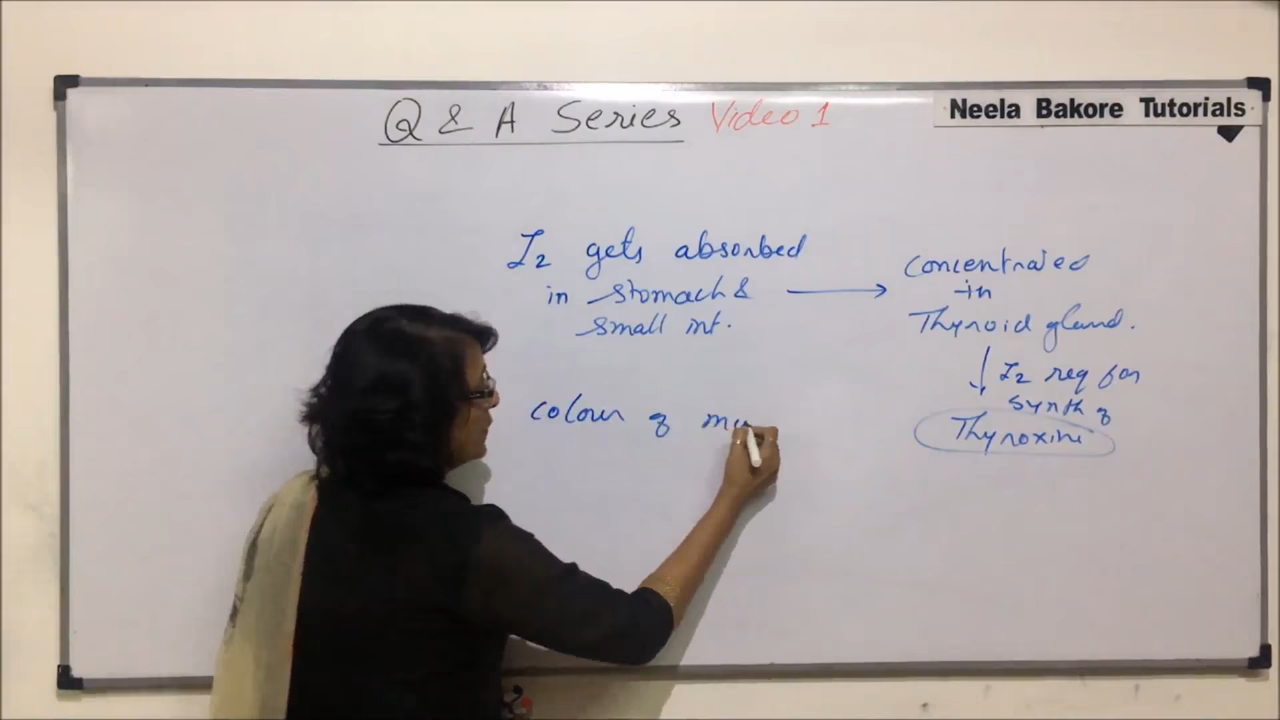 Q & A Series Video 1
Neela Bakore Tutorials
I2 gets absorbed
in stomach &
small int.
concentrated
in
Thyroid gland.
I2 req for
synth of
Thyroxine
colour of mu